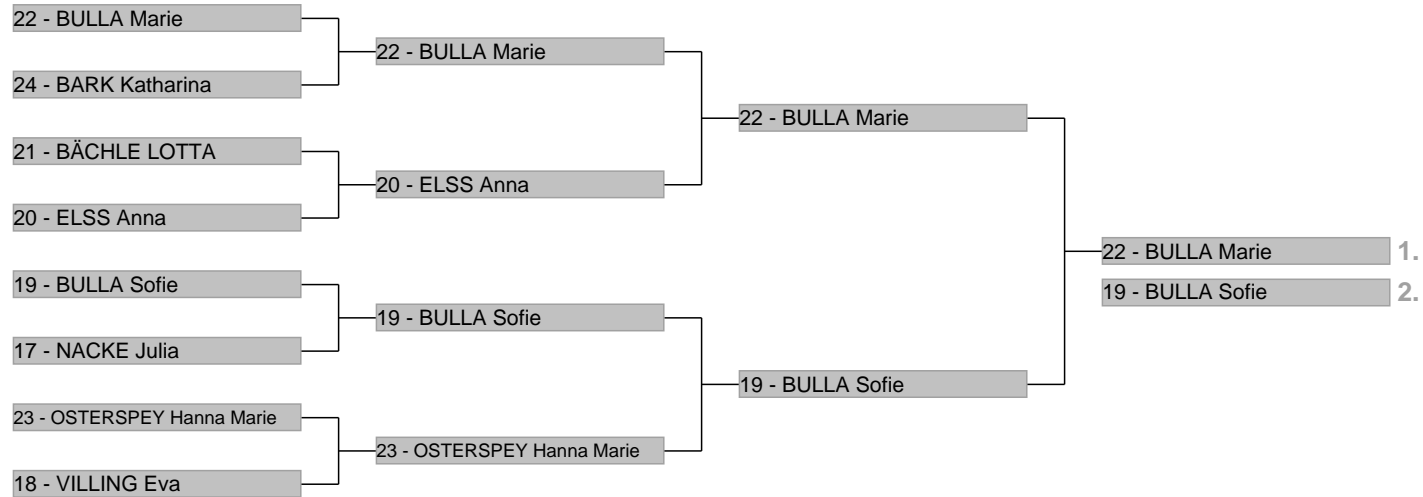 22 - BULLA Marie
24 - BARK Katharina
21 - BÄCHLE LOTTA
20 - ELSS Anna
19 - BULLA Sofie
17 - NACKE Julia
23 - OSTERSPEY Hanna Marie
18 - VILLING Eva
22 - BULLA Marie
20 - ELSS Anna
19 - BULLA Sofie
23 - OSTERSPEY Hanna Marie
22 - BULLA Marie
19 - BULLA Sofie
22 - BULLA Marie 1.
19 - BULLA Sofie 2.